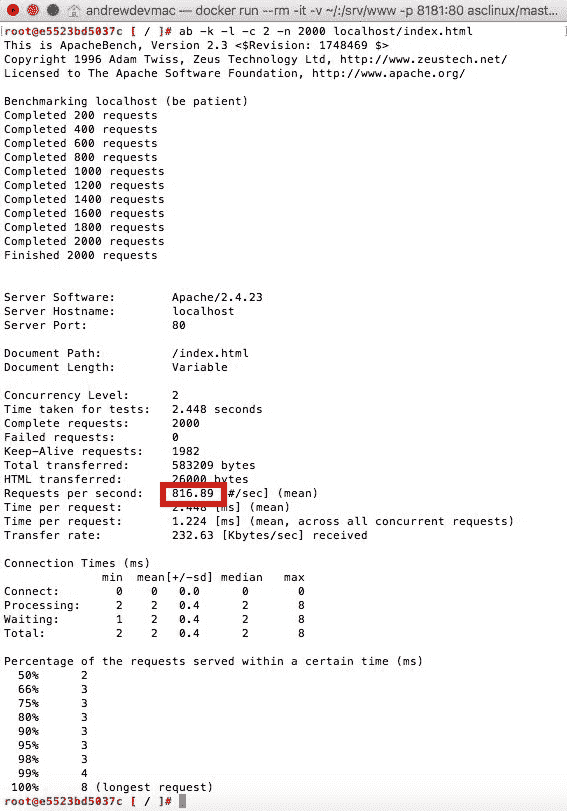 andrewdevmac — docker run --rm -it -v ~/:/srv/www -p 8181:80 asclinux/mast...
[root@e5523bd5037c [ / ]# ab -k -l -c 2 -n 2000 localhost/index.html
This is ApacheBench, Version 2.3 <$Revision: 1748469 $>
Copyright 1996 Adam Twiss, Zeus Technology Ltd, http://www.zeustech.net/
Licensed to The Apache Software Foundation, http://www.apache.org/

Benchmarking localhost (be patient)
Completed 200 requests
Completed 400 requests
Completed 600 requests
Completed 800 requests
Completed 1000 requests
Completed 1200 requests
Completed 1400 requests
Completed 1600 requests
Completed 1800 requests
Completed 2000 requests
Finished 2000 requests

Server Software: Apache/2.4.23
Server Hostname: localhost
Server Port: 80

Document Path: /index.html
Document Length: Variable

Concurrency Level: 2
Time taken for tests: 2.448 seconds
Complete requests: 2000
Failed requests: 0
Keep-Alive requests: 1982
Total transferred: 583209 bytes
HTML transferred: 26000 bytes
Requests per second: 816.89 #/sec] (mean)
Time per request: 2.448 [ms] (mean)
Time per request: 1.224 [ms] (mean, across all concurrent requests)
Transfer rate: 232.63 [Kbytes/sec] received

Connection Times (ms)
min mean[+/-sd] median max
Connect: 0 0 0.0 0 0
Processing: 2 2 0.4 2 8
Waiting: 1 2 0.4 2 8
Total: 2 2 0.4 2 8

Percentage of the requests served within a certain time (ms)
50% 2
66% 3
75% 3
80% 3
90% 3
95% 3
98% 3
99% 4
100% 8 (longest request)
root@e5523bd5037c [ / ]#